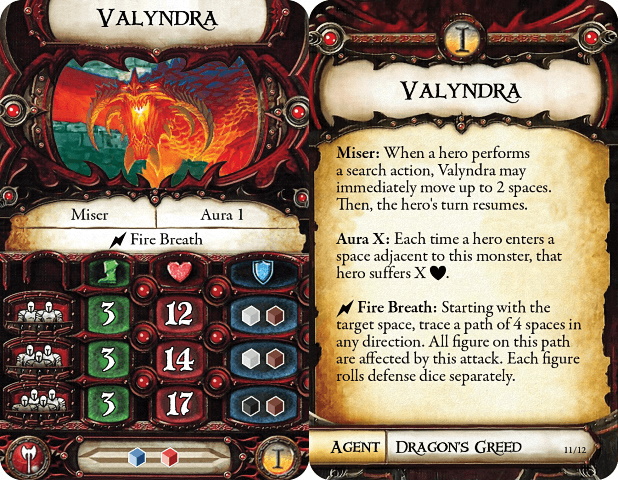 VALYNDRA
Miser
Aura 1
Fire Breath
3 12
3 14
3 17
I
I
VALYNDRA
Miser: When a hero performs
a search action, Valyndra may
immediately move up to 2 spaces.
Then, the hero's turn resumes.
Aura X: Each time a hero enters a
space adjacent to this monster, that
hero suffers X
Fire Breath: Starting with the
target space, trace a path of 4 spaces in
any direction. All figure on this path
are affected by this attack. Each figure
rolls defense dice separately.
AGENT DRAGON'S GREED 11/12